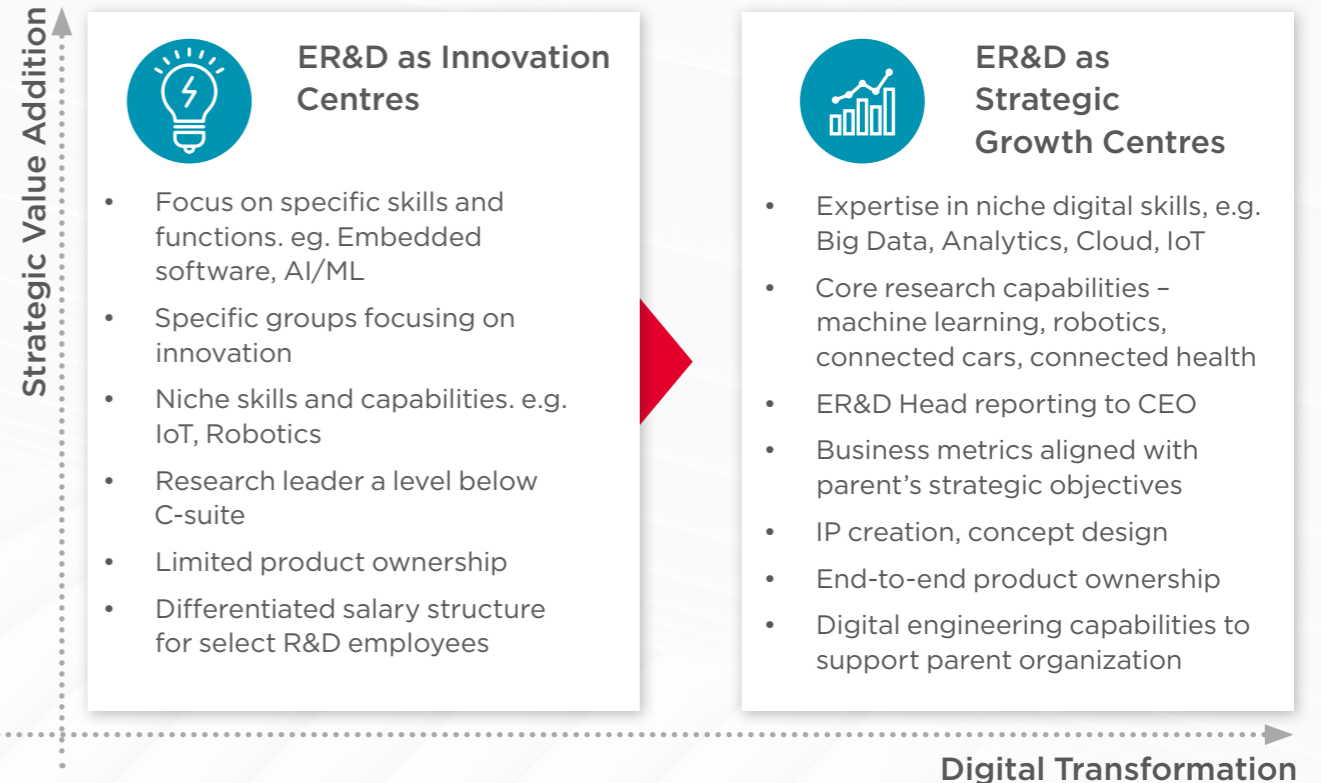 Strategic Value Addition
ER&D as Innovation
Centres
• Focus on specific skills and
functions. eg. Embedded
software, AI/ML
• Specific groups focusing on
innovation
• Niche skills and capabilities. e.g.
IoT, Robotics
• Research leader a level below
C-suite
• Limited product ownership
• Differentiated salary structure
for select R&D employees
ER&D as
Strategic
Growth Centres
• Expertise in niche digital skills, e.g.
Big Data, Analytics, Cloud, IoT
• Core research capabilities –
machine learning, robotics,
connected cars, connected health
• ER&D Head reporting to CEO
• Business metrics aligned with
parent’s strategic objectives
• IP creation, concept design
• End-to-end product ownership
• Digital engineering capabilities to
support parent organization
Digital Transformation